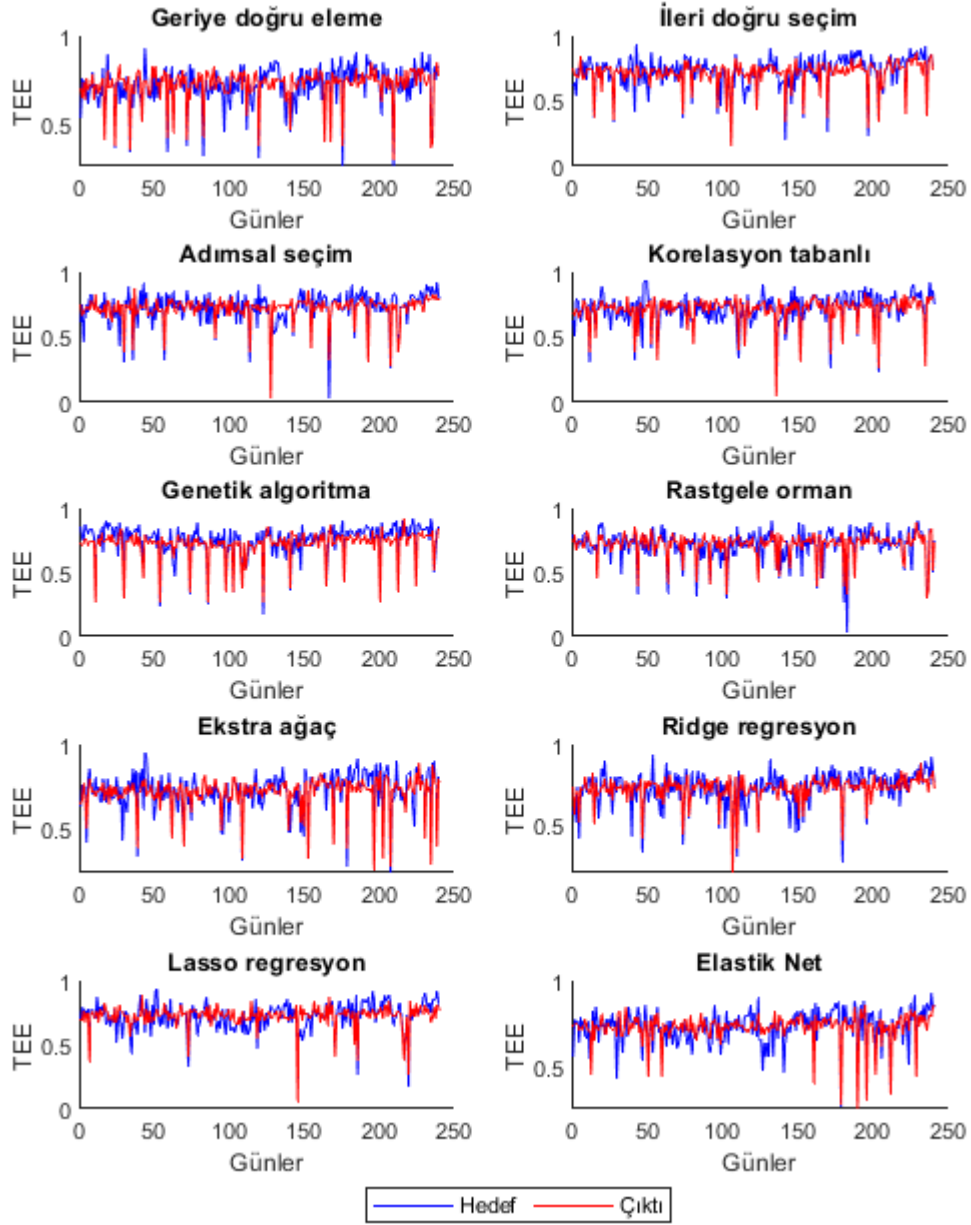 Geriye doğru eleme
1
0.5
TEE
0 50 100 150 200 250
Günler
İleri doğru seçim
1
0.5
0
TEE
0 50 100 150 200 250
Günler
Adımsal seçim
1
0.5
0
TEE
0 50 100 150 200 250
Günler
Korelasyon tabanlı
1
0.5
0
TEE
0 50 100 150 200 250
Günler
Genetik algoritma
1
0.5
0
TEE
0 50 100 150 200 250
Günler
Rastgele orman
1
0.5
0
TEE
0 50 100 150 200 250
Günler
Ekstra ağaç
1
0.5
TEE
0 50 100 150 200 250
Günler
Ridge regresyon
1
0.5
TEE
0 50 100 150 200 250
Günler
Lasso regresyon
1
0.5
0
TEE
0 50 100 150 200 250
Günler
Elastik Net
1
0.5
TEE
0 50 100 150 200 250
Günler
Hedef Çıktı